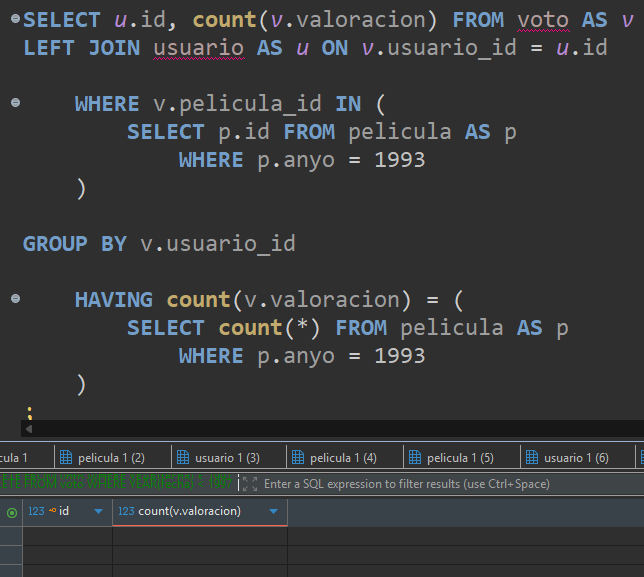 SELECT u.id, count(v.valoracion) FROM voto AS v
LEFT JOIN usuario AS u ON v.usuario_id = u.id
WHERE v.pelicula_id IN (
SELECT p.id FROM pelicula AS p
WHERE p.anyo = 1993
)
GROUP BY v.usuario_id
HAVING count(v.valoracion) = (
SELECT count(*) FROM pelicula AS p
WHERE p.anyo = 1993
)
;
cula 1 pelicula 1 (2) usuario 1 (3) pelicula 1 (4) pelicula 1 (5) usuario 1 (6)
Enter a SQL expression to filter results (use Ctrl+Space)
123 id 123 count(v.valoracion)